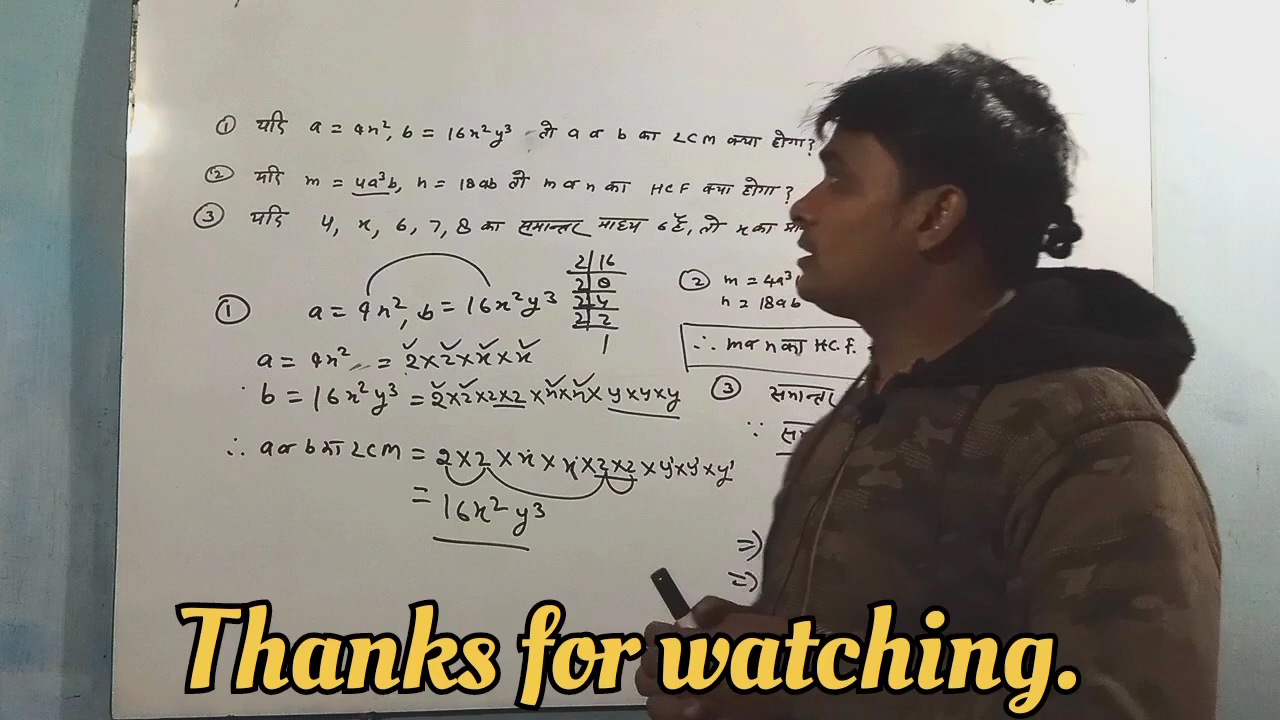 ① यदि a = 4x², b = 16x²y³ तो a व b का LCM क्या होगा?
② यदि m = 4a³b, n = 18ab तो m व n का HCF क्या होगा?
③ यदि 4, x, 6, 7, 8 का समान्तर माध्य 6 हैं, तो x का
① a = 4x², b = 16x²y³
2|16
2|8
2|4
2|2
1
a = 4x² = 2×2×x×x
b = 16x²y³ = 2×2×2×2×x×x×y×y×y
∴ a व b का LCM = 2×2×x×x×2×2×y×y×y
= 16x²y³
② m = 4a³
n = 18ab
∴ m व n का H.C.F.
③ समान्तर
∵
⇒
⇒
Thanks for watching.